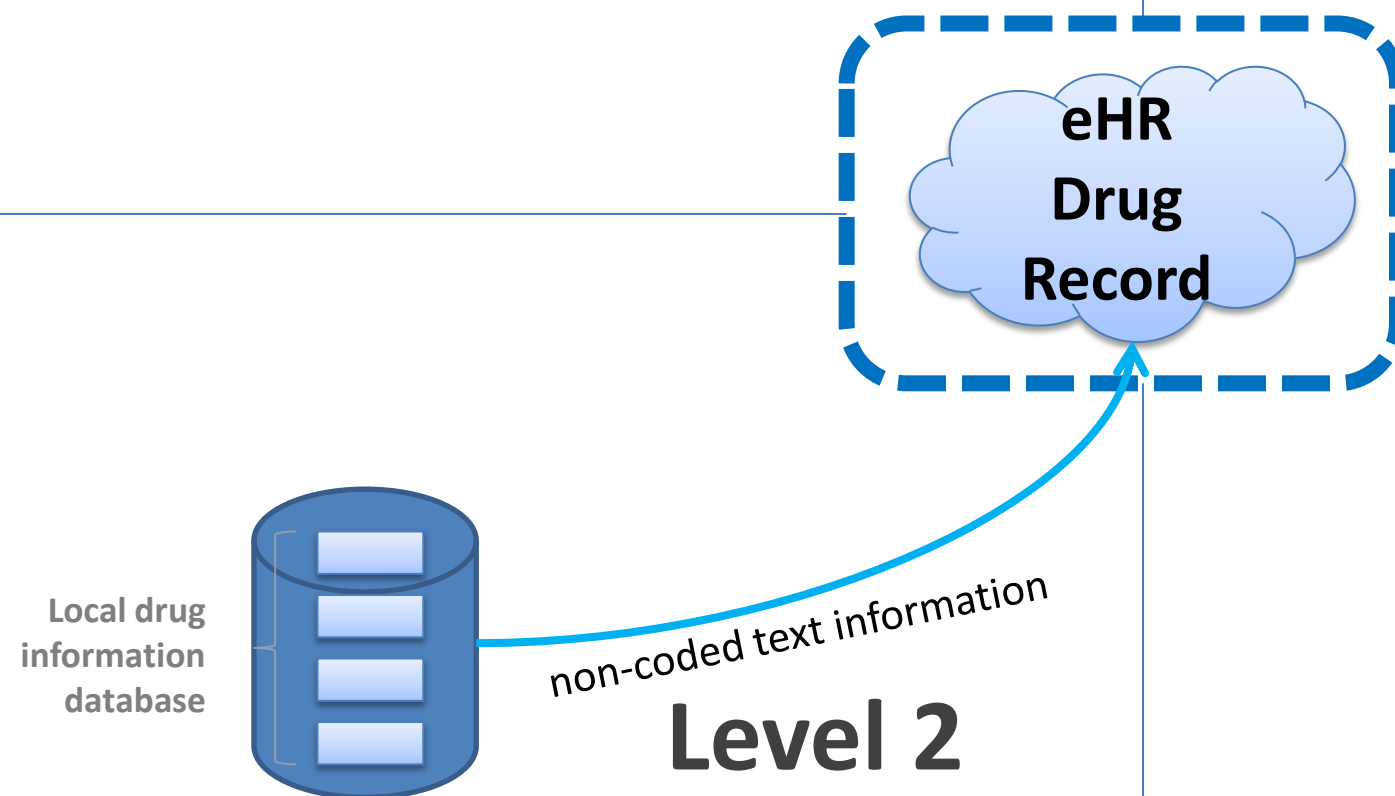 eHR
Drug
Record
Local drug
information
database
non-coded text information
Level 2